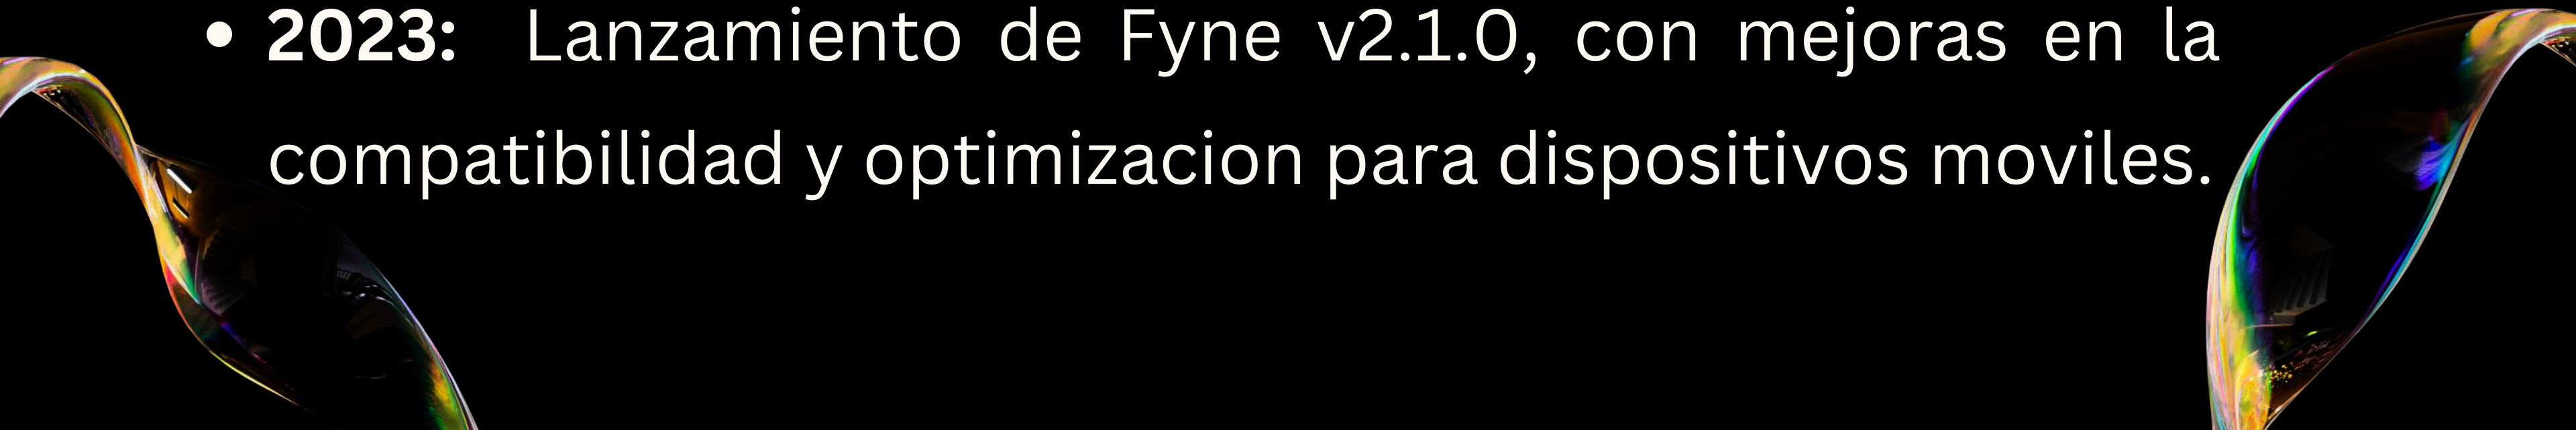 • 2023: Lanzamiento de Fyne v2.1.0, con mejoras en la
compatibilidad y optimizacion para dispositivos moviles.